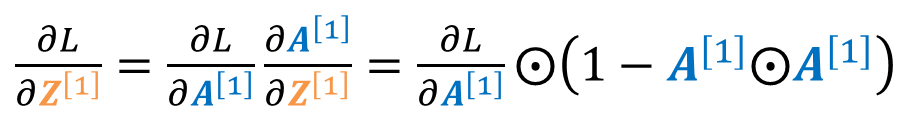 ∂L/∂Z^[1] = ∂L/∂A^[1] ∂A^[1]/∂Z^[1] = ∂L/∂A^[1] ⊙(1 − A^[1]⊙A^[1])